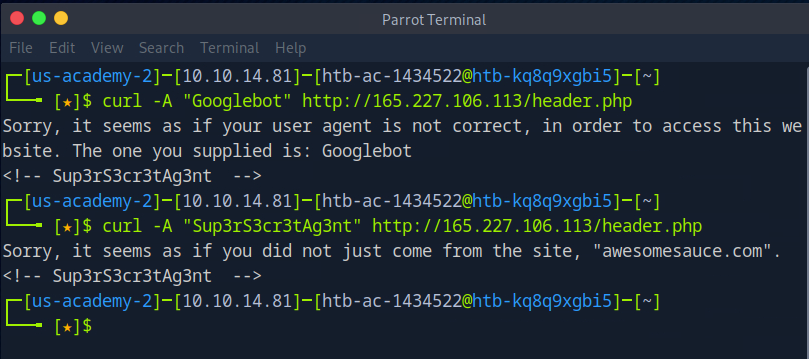 Parrot Terminal
File Edit View Search Terminal Help
┌─[us-academy-2]─[10.10.14.81]─[htb-ac-1434522@htb-kq8q9xgbi5]─[~]
└──╼ [★]$ curl -A "Googlebot" http://165.227.106.113/header.php
Sorry, it seems as if your user agent is not correct, in order to access this we
bsite. The one you supplied is: Googlebot
<!-- Sup3rS3cr3tAg3nt  -->
┌─[us-academy-2]─[10.10.14.81]─[htb-ac-1434522@htb-kq8q9xgbi5]─[~]
└──╼ [★]$ curl -A "Sup3rS3cr3tAg3nt" http://165.227.106.113/header.php
Sorry, it seems as if you did not just come from the site, "awesomesauce.com".
<!-- Sup3rS3cr3tAg3nt  -->
┌─[us-academy-2]─[10.10.14.81]─[htb-ac-1434522@htb-kq8q9xgbi5]─[~]
└──╼ [★]$